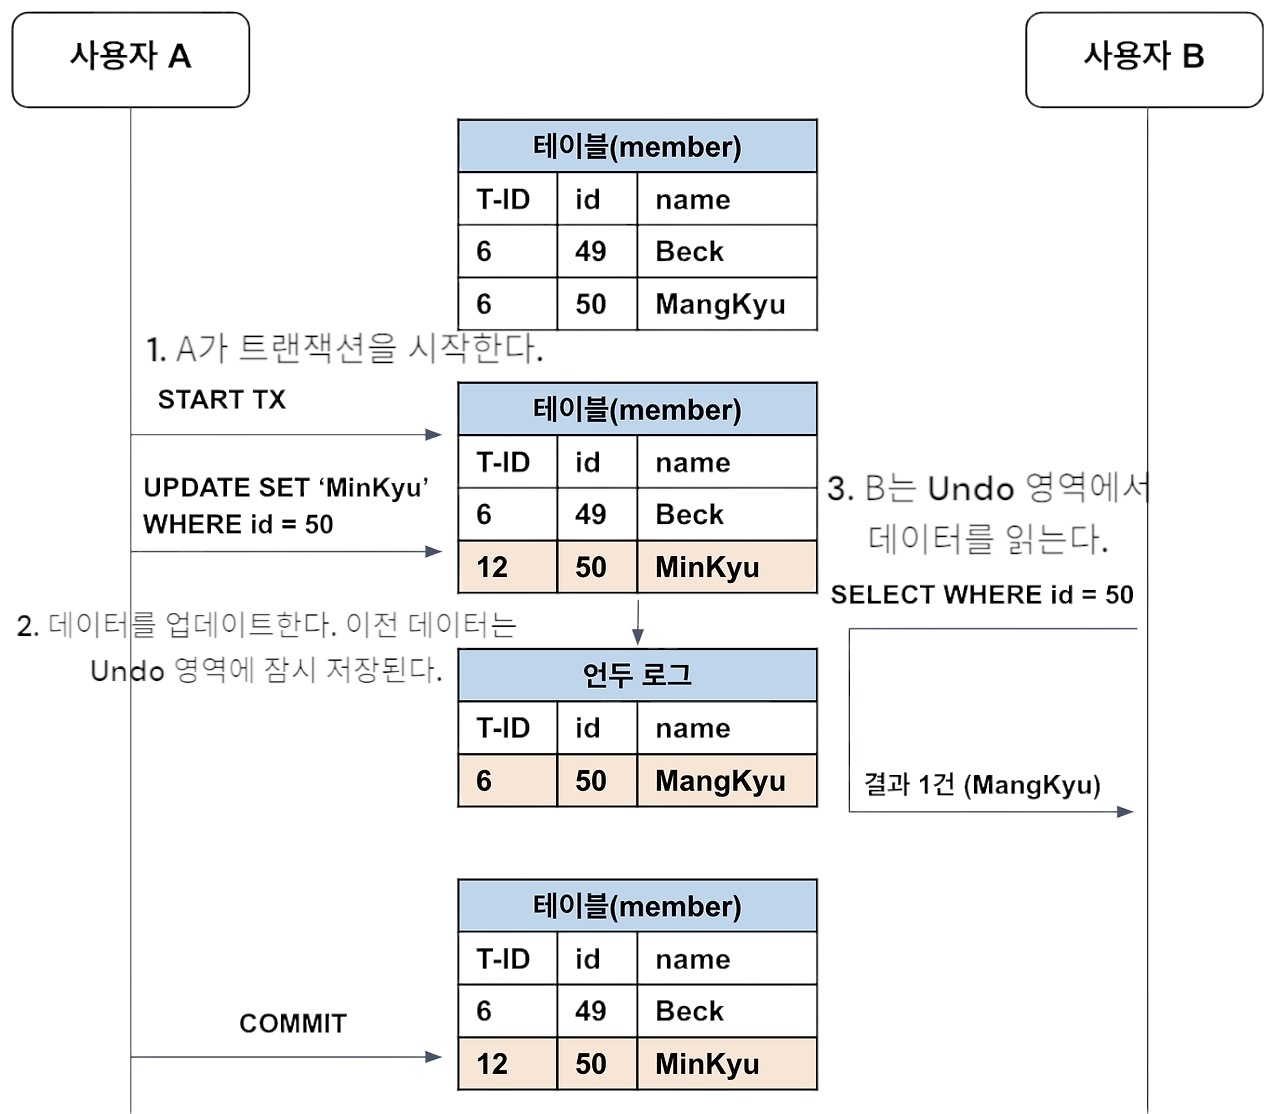 사용자 A
사용자 B
테이블(member)
T-ID id name
6 49 Beck
6 50 MangKyu
1. A가 트랜잭션을 시작한다.
START TX
테이블(member)
T-ID id name
6 49 Beck
12 50 MinKyu
UPDATE SET ‘MinKyu’
WHERE id = 50
2. 데이터를 업데이트한다. 이전 데이터는
Undo 영역에 잠시 저장된다.
3. B는 Undo 영역에서
데이터를 읽는다.
SELECT WHERE id = 50
언두 로그
T-ID id name
6 50 MangKyu
결과 1건 (MangKyu)
테이블(member)
T-ID id name
6 49 Beck
12 50 MinKyu
COMMIT